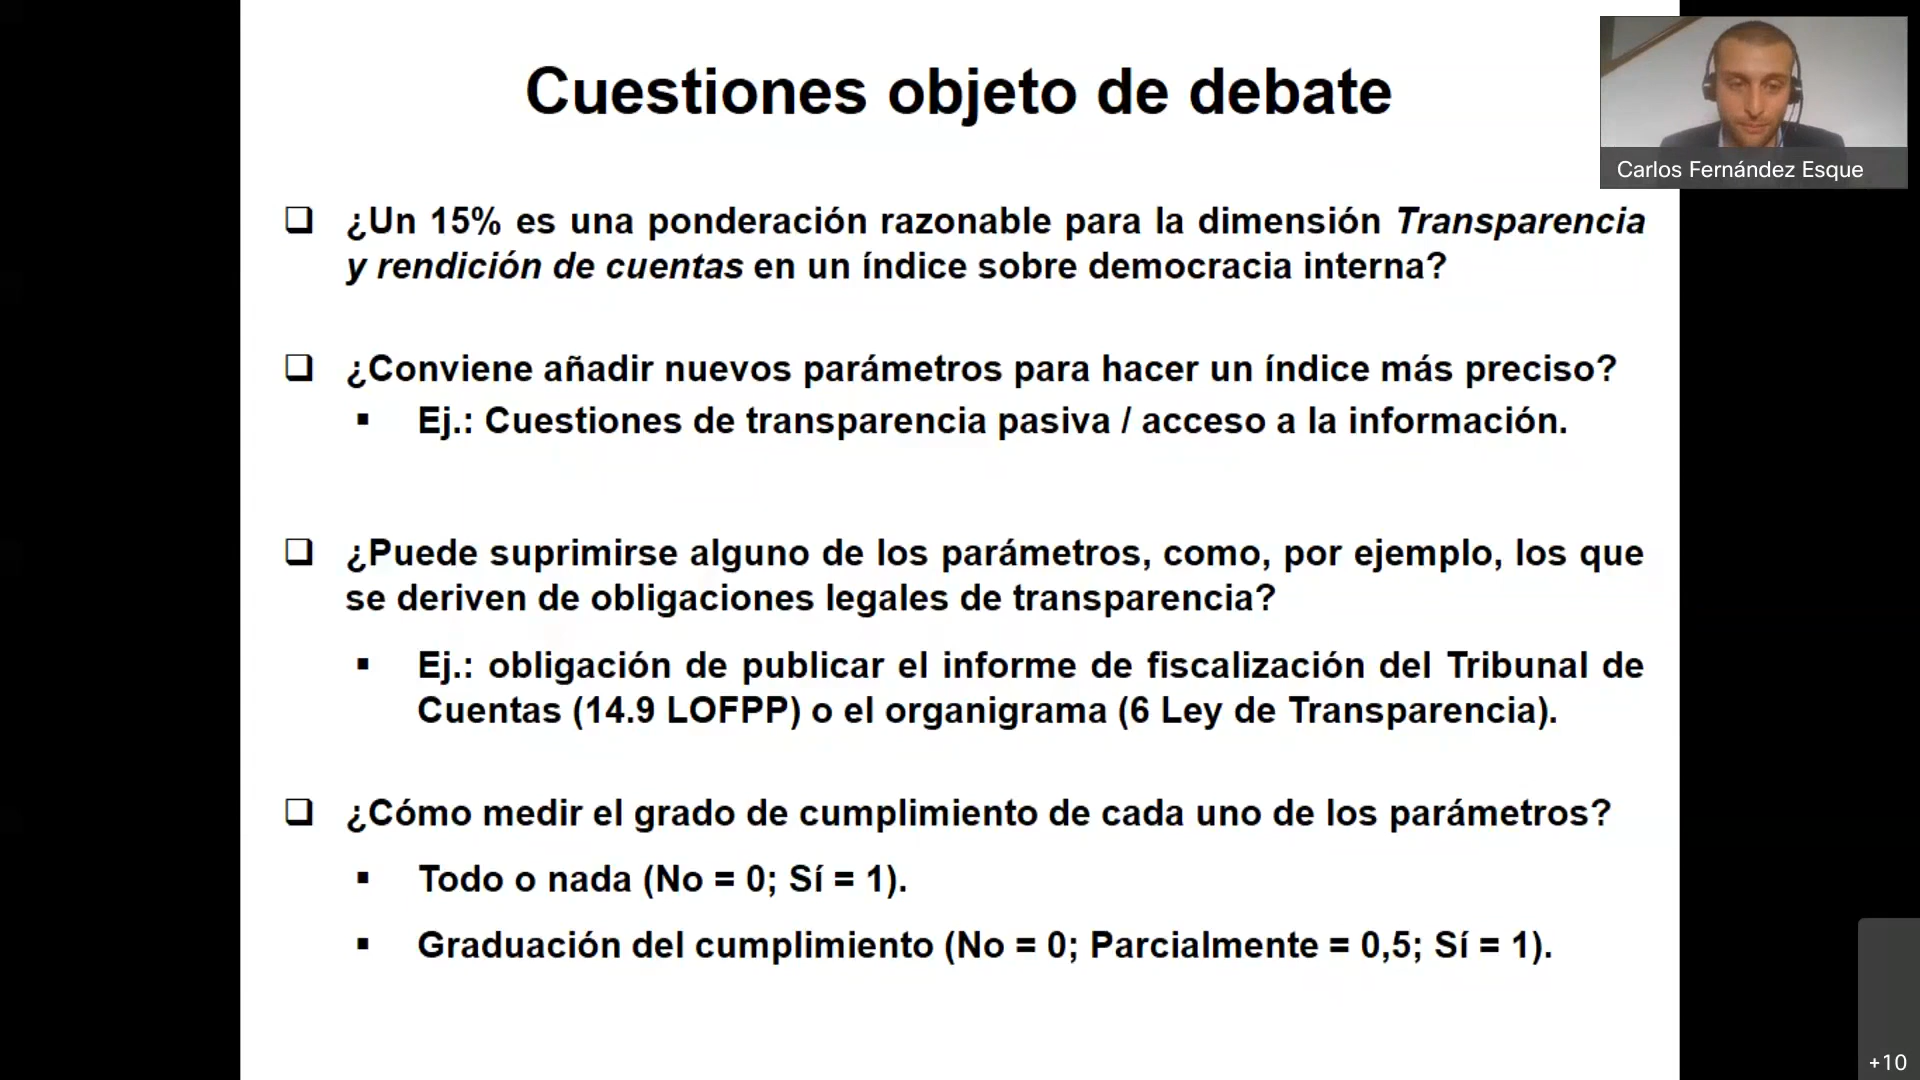 Cuestiones objeto de debate
Carlos Fernández Esque
❑ ¿Un 15% es una ponderación razonable para la dimensión Transparencia
y rendición de cuentas en un índice sobre democracia interna?
❑ ¿Conviene añadir nuevos parámetros para hacer un índice más preciso?
▪ Ej.: Cuestiones de transparencia pasiva / acceso a la información.
❑ ¿Puede suprimirse alguno de los parámetros, como, por ejemplo, los que
se deriven de obligaciones legales de transparencia?
▪ Ej.: obligación de publicar el informe de fiscalización del Tribunal de
Cuentas (14.9 LOFPP) o el organigrama (6 Ley de Transparencia).
❑ ¿Cómo medir el grado de cumplimiento de cada uno de los parámetros?
▪ Todo o nada (No = 0; Sí = 1).
▪ Graduación del cumplimiento (No = 0; Parcialmente = 0,5; Sí = 1).
+10